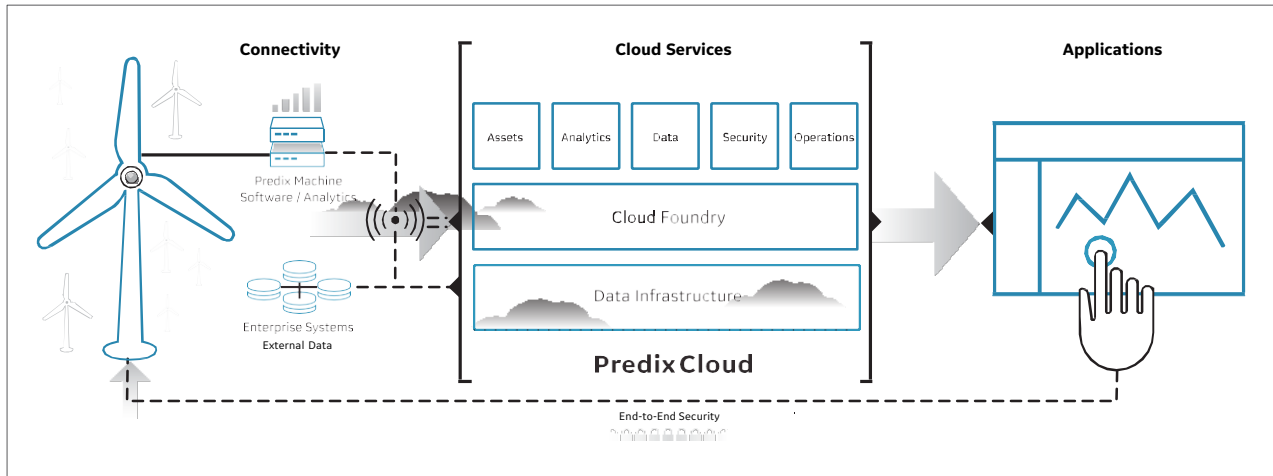 Connectivity
Cloud Services
Applications
Assets
Analytics
Data
Security
Operations
Predix Machine
Software / Analytics
Cloud Foundry
Data Infrastructure
Enterprise Systems
External Data
Predix Cloud
End-to-End Security